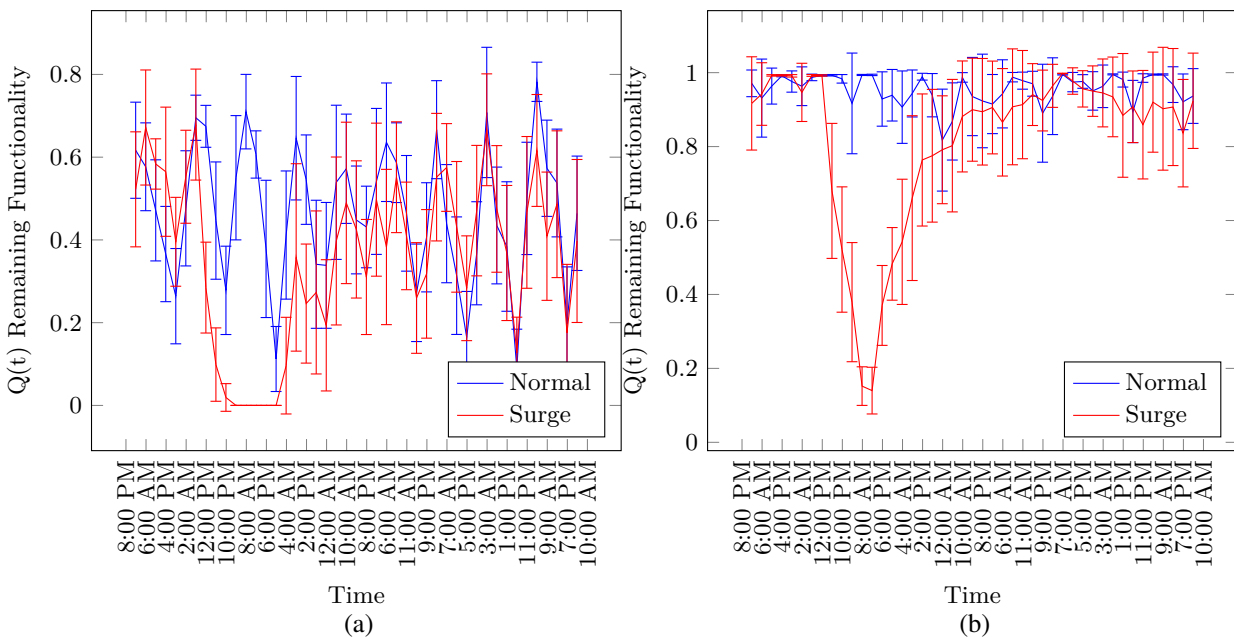 Q(t) Remaining Functionality
0.8
0.6
0.4
0.2
0
Normal
Surge
8:00 PM
6:00 AM
4:00 PM
2:00 AM
12:00 PM
10:00 PM
8:00 AM
6:00 PM
4:00 AM
2:00 PM
12:00 AM
10:00 AM
8:00 PM
6:00 AM
11:00 AM
9:00 PM
7:00 AM
5:00 PM
3:00 AM
1:00 PM
9:00 AM
7:00 PM
10:00 AM
Time
(a)
Q(t) Remaining Functionality
1
0.8
0.6
0.4
0.2
0
Normal
Surge
8:00 PM
6:00 AM
4:00 PM
2:00 AM
12:00 PM
10:00 PM
8:00 AM
6:00 PM
4:00 AM
2:00 PM
12:00 AM
10:00 AM
8:00 PM
6:00 AM
11:00 AM
9:00 PM
7:00 AM
5:00 PM
3:00 AM
1:00 PM
9:00 AM
7:00 PM
10:00 AM
Time
(b)